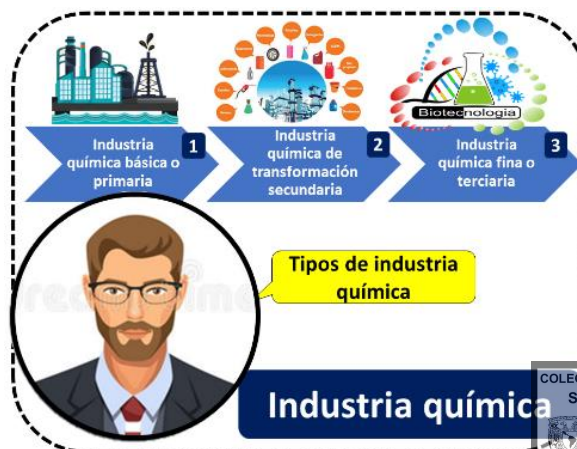 Biotecnología
Industria
química básica o
primaria
1
Industria
química de
transformación
secundaria
2
Industria
química fina o
terciaria
3
Tipos de industria
química
Industria química
COLEG
S